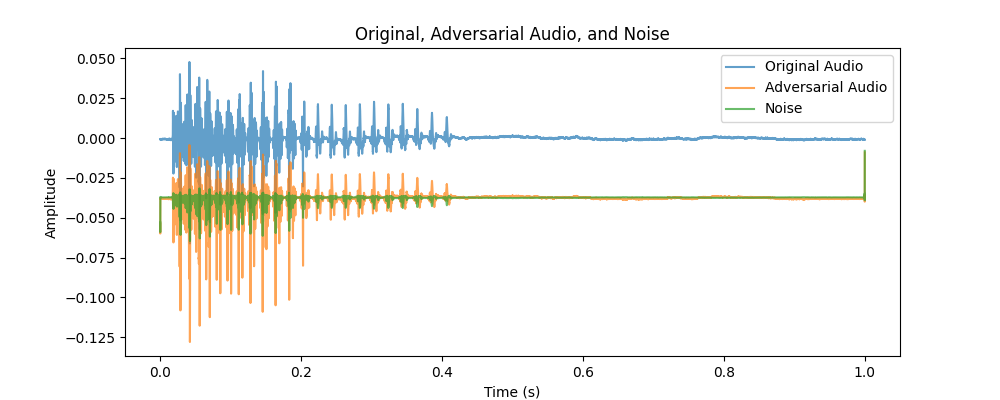 Original, Adversarial Audio, and Noise
Original Audio
Adversarial Audio
Noise
Amplitude
0.050
0.025
0.000
−0.025
−0.050
−0.075
−0.100
−0.125
0.0
0.2
0.4
0.6
0.8
1.0
Time (s)